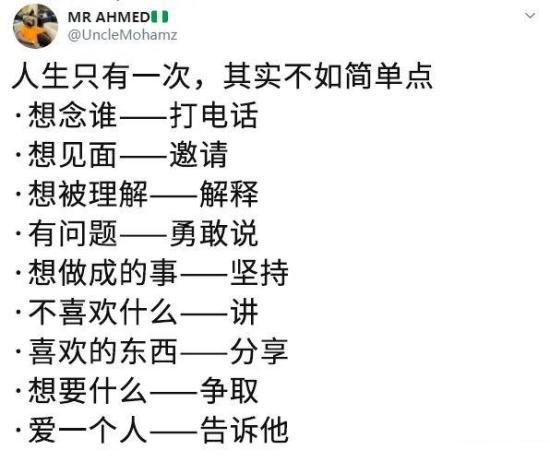 MR AHMED🇳🇬
@UncleMohamz
人生只有一次，其实不如简单点
·想念谁——打电话
·想见面——邀请
·想被理解——解释
·有问题——勇敢说
·想做成的事——坚持
·不喜欢什么——讲
·喜欢的东西——分享
·想要什么——争取
·爱一个人——告诉他